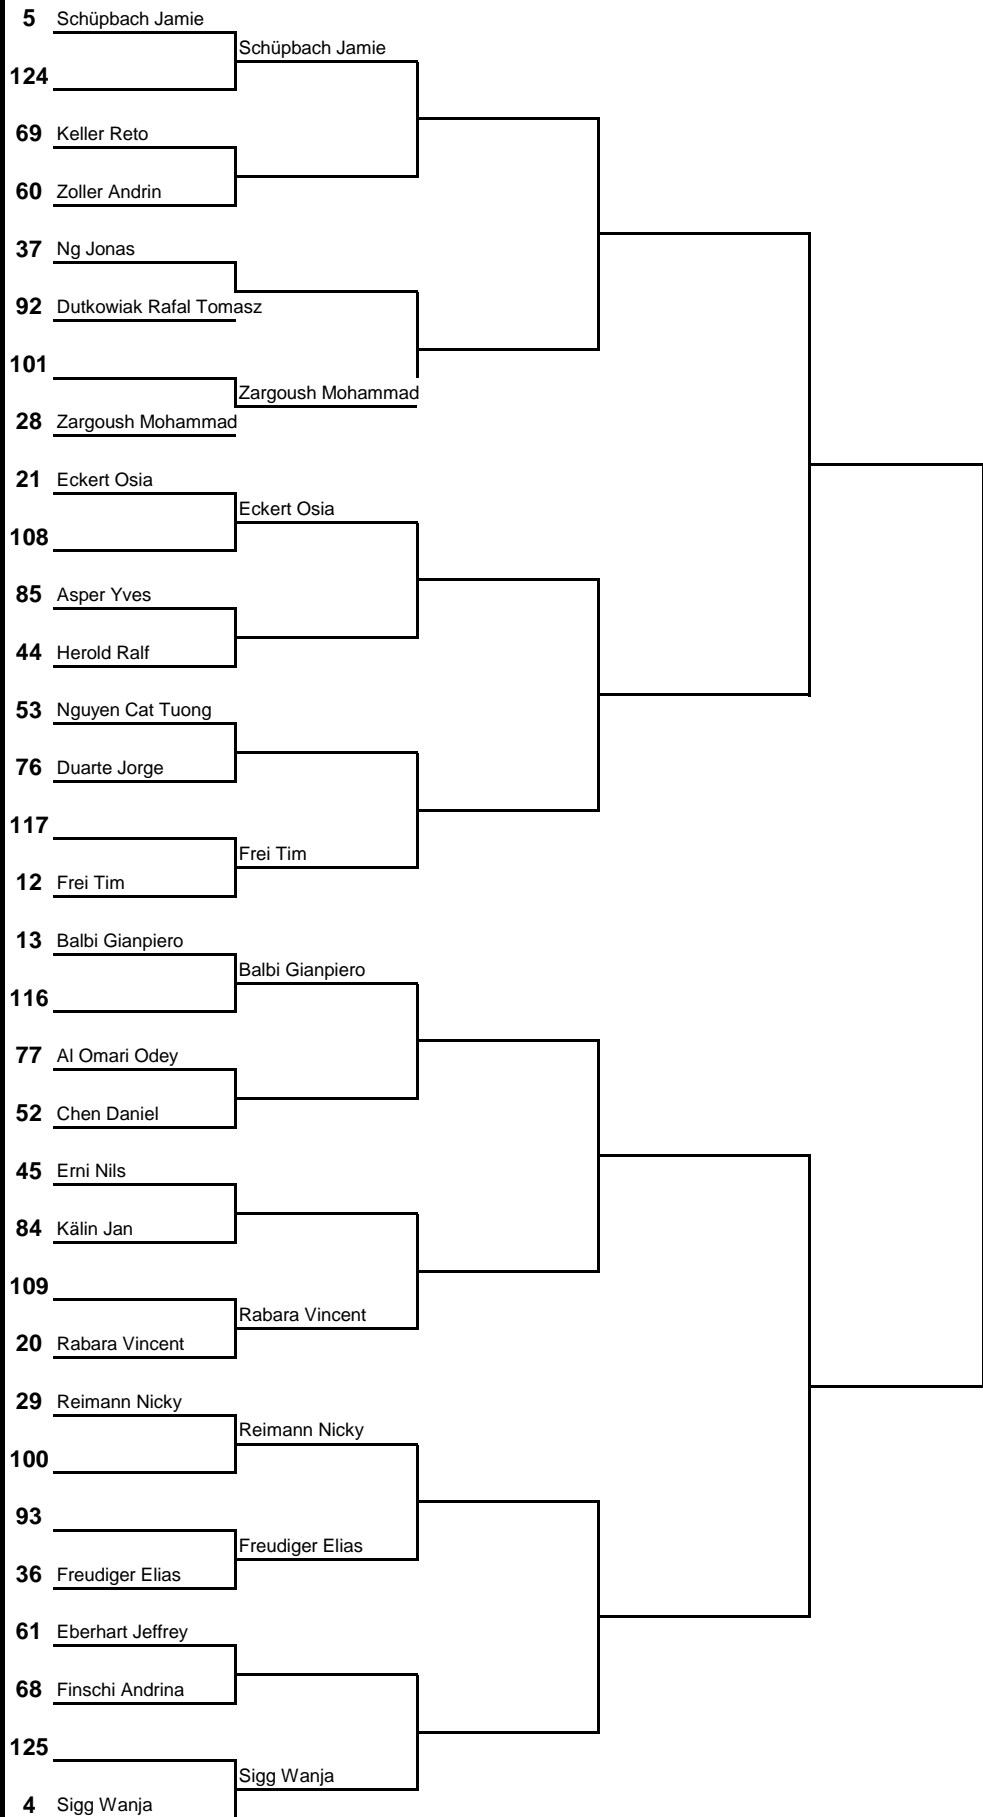 5 Schüpbach Jamie
Schüpbach Jamie
124
69 Keller Reto
60 Zoller Andrin
37 Ng Jonas
92 Dutkowiak Rafal Tomasz
101
Zargoush Mohammad
28 Zargoush Mohammad
21 Eckert Osia
Eckert Osia
108
85 Asper Yves
44 Herold Ralf
53 Nguyen Cat Tuong
76 Duarte Jorge
117
Frei Tim
12 Frei Tim
13 Balbi Gianpiero
Balbi Gianpiero
116
77 Al Omari Odey
52 Chen Daniel
45 Erni Nils
84 Kälin Jan
109
Rabara Vincent
20 Rabara Vincent
29 Reimann Nicky
Reimann Nicky
100
93
Freudiger Elias
36 Freudiger Elias
61 Eberhart Jeffrey
68 Finschi Andrina
125
Sigg Wanja
4 Sigg Wanja